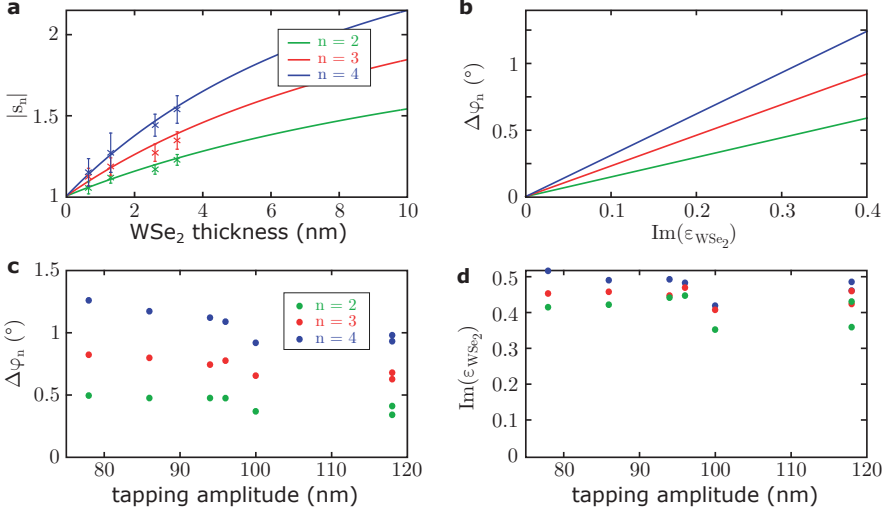 a
|sₙ|
2
1.5
1
0
2
4
6
8
10
WSe₂ thickness (nm)
n = 2
n = 3
n = 4
b
Δφₙ (°)
1
0.5
0
0
0.1
0.2
0.3
0.4
Im(ε_WSe₂)
c
Δφₙ (°)
1.5
1
0.5
0
80
90
100
110
120
tapping amplitude (nm)
n = 2
n = 3
n = 4
d
Im(ε_WSe₂)
0.5
0.4
0.3
0.2
0.1
0
80
90
100
110
120
tapping amplitude (nm)